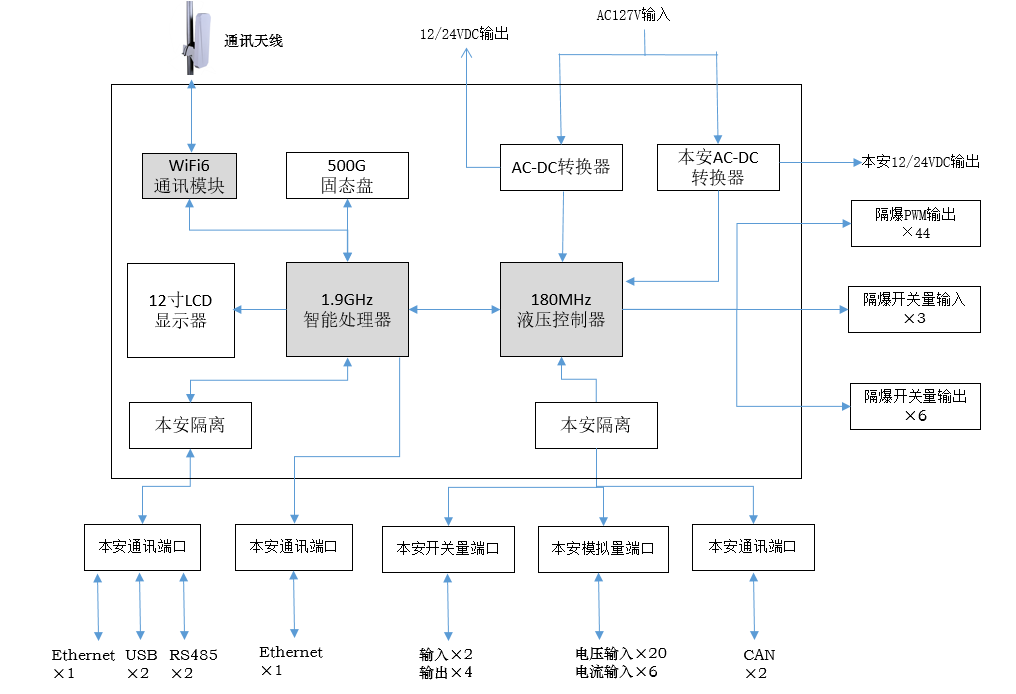 AC127V输入
12/24VDC输出
通讯天线
WiFi6
通讯模块
500G
固态盘
AC-DC转换器
本安AC-DC
转换器
本安12/24VDC输出
隔爆PWM输出
×44
12寸LCD
显示器
1.9GHz
智能处理器
180MHz
液压控制器
隔爆开关量输入
×3
隔爆开关量输出
×6
本安隔离
本安隔离
本安通讯端口
本安通讯端口
本安开关量端口
本安模拟量端口
本安通讯端口
Ethernet
×1
USB
×2
RS485
×2
Ethernet
×1
输入×2
输出×4
电压输入×20
电流输入×6
CAN
×2